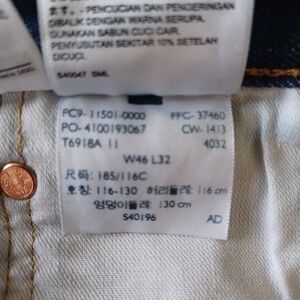 - PENCUCIAN DAN PENGERINGAN
DIBALIK DENGAN WARNA SERUPA.
GUNAKAN SABUN CUCI CAIR.
PENYUSUTAN SEKITAR 10% SETELAH
DICUCI.
S40047 SML
PC9- 11501-0000 FFC- 37460
PO- 4100193067 CW-1413
T6918A 11 4032
W46 L32
尺码: 185/116C
호칭: 116-130 허리둘레: 116 cm
엉덩이둘레: 130 cm
S40196 AD